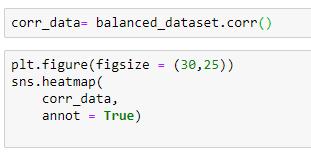 corr_data= balanced_dataset.corr()
plt.figure(figsize = (30,25))
sns.heatmap(
    corr_data,
    annot = True)